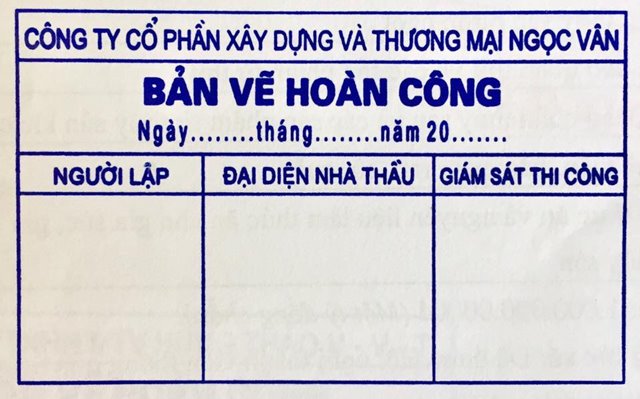 CÔNG TY CỔ PHẦN XÂY DỰNG VÀ THƯƠNG MẠI NGỌC VÂN
BẢN VẼ HOÀN CÔNG
Ngày........tháng........năm 20.......
NGƯỜI LẬP ĐẠI DIỆN NHÀ THẦU GIÁM SÁT THI CÔNG